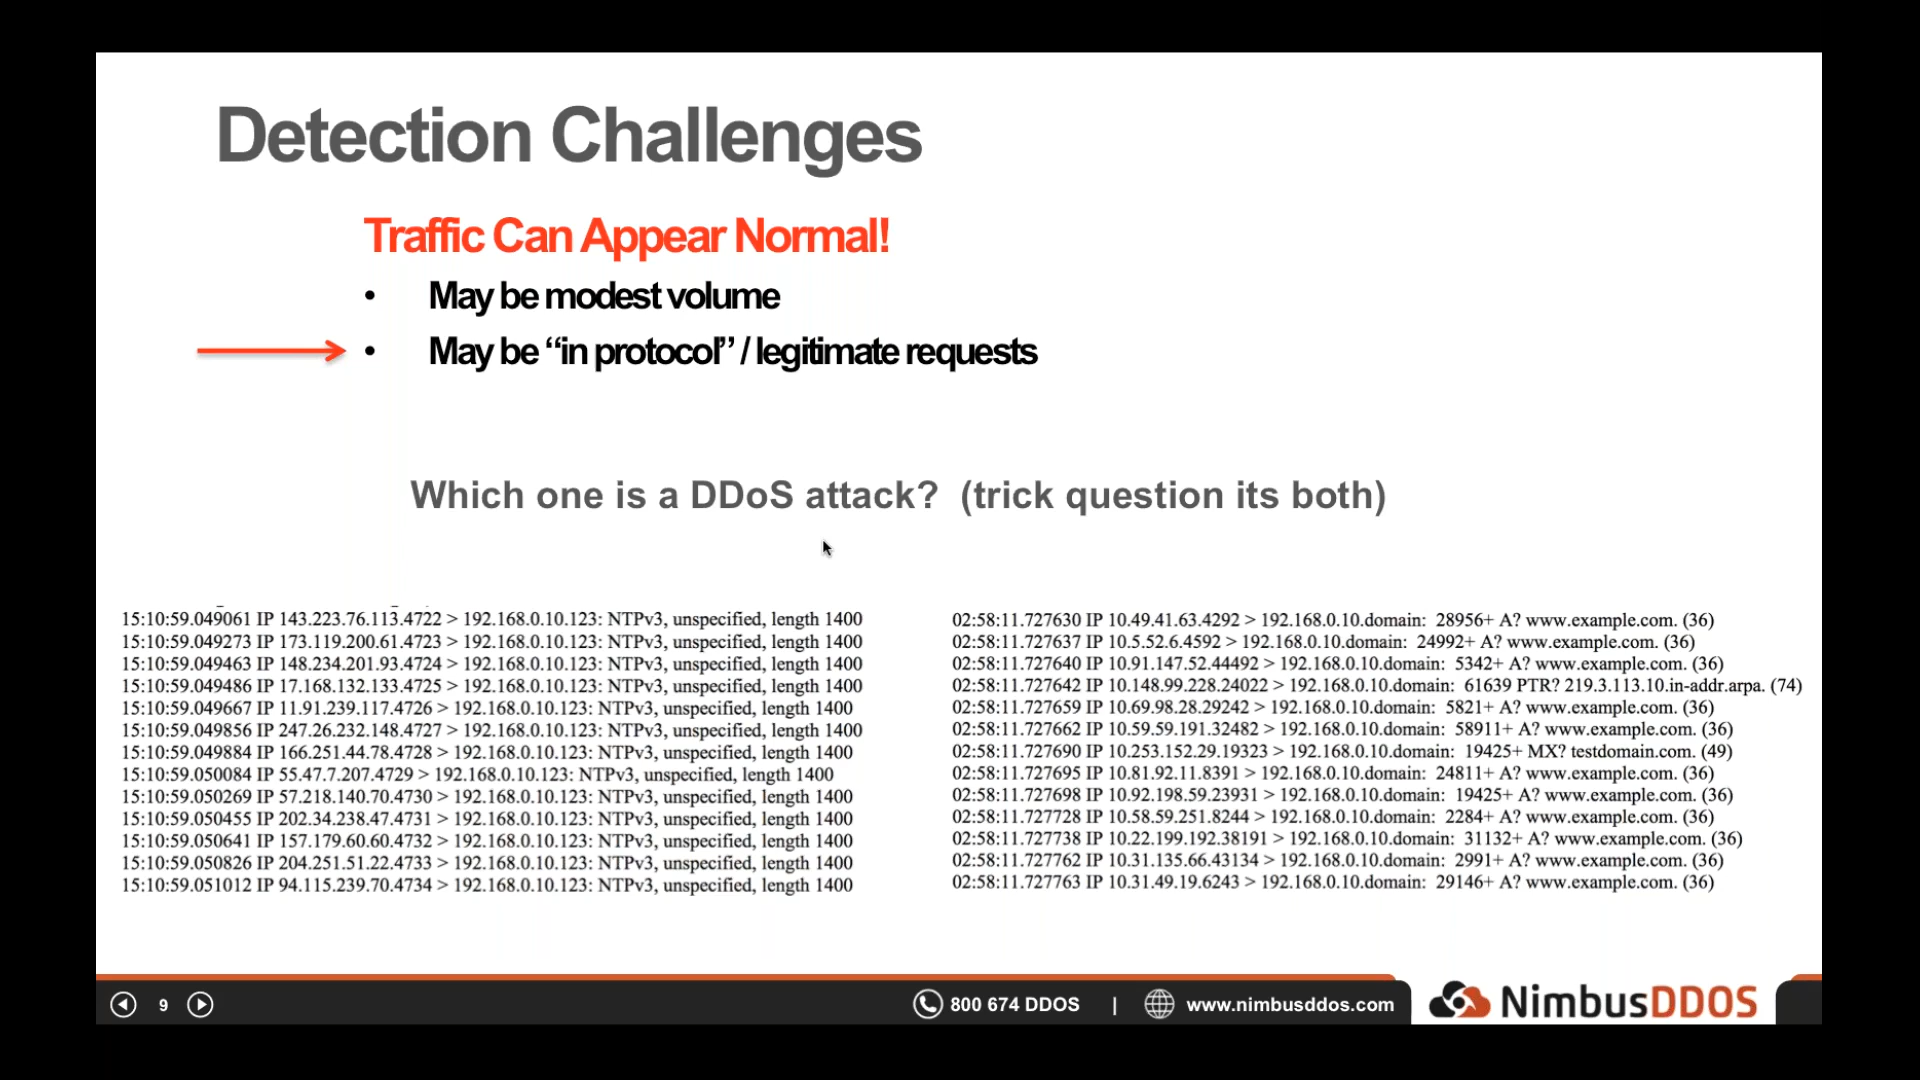 Detection Challenges
Traffic Can Appear Normal!
• May be modest volume
• May be “in protocol” / legitimate requests
Which one is a DDoS attack? (trick question its both)
15:10:59.049061 IP 143.223.76.113.4722 > 192.168.0.10.123: NTPv3, unspecified, length 1400
15:10:59.049273 IP 173.119.200.61.4723 > 192.168.0.10.123: NTPv3, unspecified, length 1400
15:10:59.049463 IP 148.234.201.93.4724 > 192.168.0.10.123: NTPv3, unspecified, length 1400
15:10:59.049486 IP 17.168.132.133.4725 > 192.168.0.10.123: NTPv3, unspecified, length 1400
15:10:59.049667 IP 11.91.239.117.4726 > 192.168.0.10.123: NTPv3, unspecified, length 1400
15:10:59.049856 IP 247.26.232.148.4727 > 192.168.0.10.123: NTPv3, unspecified, length 1400
15:10:59.049884 IP 166.251.44.78.4728 > 192.168.0.10.123: NTPv3, unspecified, length 1400
15:10:59.050084 IP 55.47.7.207.4729 > 192.168.0.10.123: NTPv3, unspecified, length 1400
15:10:59.050269 IP 57.218.140.70.4730 > 192.168.0.10.123: NTPv3, unspecified, length 1400
15:10:59.050455 IP 202.34.238.47.4731 > 192.168.0.10.123: NTPv3, unspecified, length 1400
15:10:59.050641 IP 157.179.60.60.4732 > 192.168.0.10.123: NTPv3, unspecified, length 1400
15:10:59.050826 IP 204.251.51.22.4733 > 192.168.0.10.123: NTPv3, unspecified, length 1400
15:10:59.051012 IP 94.115.239.70.4734 > 192.168.0.10.123: NTPv3, unspecified, length 1400
02:58:11.727630 IP 10.49.41.63.4292 > 192.168.0.10.domain: 28956+ A? www.example.com. (36)
02:58:11.727637 IP 10.5.52.6.4592 > 192.168.0.10.domain: 24992+ A? www.example.com. (36)
02:58:11.727640 IP 10.91.147.52.44492 > 192.168.0.10.domain: 5342+ A? www.example.com. (36)
02:58:11.727642 IP 10.148.99.228.24022 > 192.168.0.10.domain: 61639 PTR? 219.3.113.10.in-addr.arpa. (74)
02:58:11.727659 IP 10.69.98.28.29242 > 192.168.0.10.domain: 5821+ A? www.example.com. (36)
02:58:11.727662 IP 10.59.59.191.32482 > 192.168.0.10.domain: 58911+ A? www.example.com. (36)
02:58:11.727690 IP 10.253.152.29.19323 > 192.168.0.10.domain: 19425+ MX? testdomain.com. (49)
02:58:11.727695 IP 10.81.92.11.8391 > 192.168.0.10.domain: 24811+ A? www.example.com. (36)
02:58:11.727698 IP 10.92.198.59.23931 > 192.168.0.10.domain: 19425+ A? www.example.com. (36)
02:58:11.727728 IP 10.58.59.251.8244 > 192.168.0.10.domain: 2284+ A? www.example.com. (36)
02:58:11.727738 IP 10.22.199.192.38191 > 192.168.0.10.domain: 31132+ A? www.example.com. (36)
02:58:11.727762 IP 10.31.135.66.43134 > 192.168.0.10.domain: 2991+ A? www.example.com. (36)
02:58:11.727763 IP 10.31.49.19.6243 > 192.168.0.10.domain: 29146+ A? www.example.com. (36)
9
800 674 DDOS | www.nimbusddos.com
NimbusDDOS